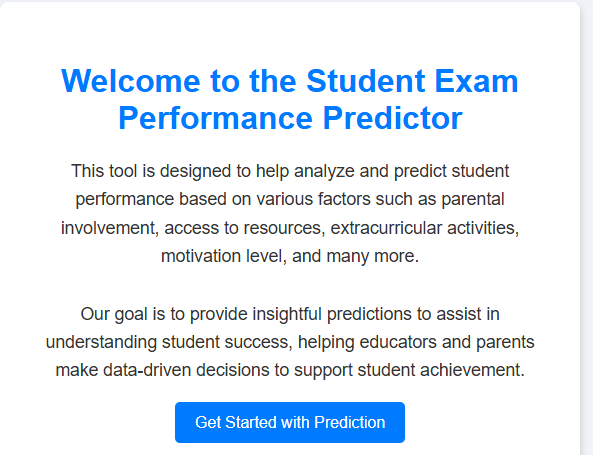 Welcome to the Student Exam
Performance Predictor
This tool is designed to help analyze and predict student
performance based on various factors such as parental
involvement, access to resources, extracurricular activities,
motivation level, and many more.
Our goal is to provide insightful predictions to assist in
understanding student success, helping educators and parents
make data-driven decisions to support student achievement.
Get Started with Prediction